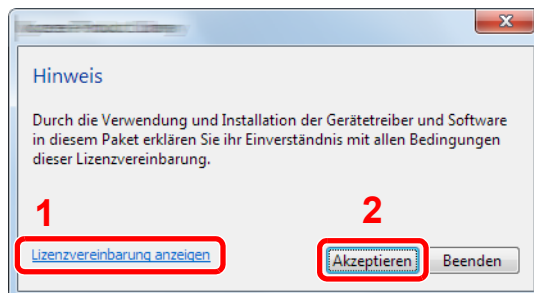 Hinweis
Durch die Verwendung und Installation der Gerätetreiber und Software
in diesem Paket erklären Sie ihr Einverständnis mit allen Bedingungen
dieser Lizenzvereinbarung.
1
2
Lizenzvereinbarung anzeigen
Akzeptieren
Beenden